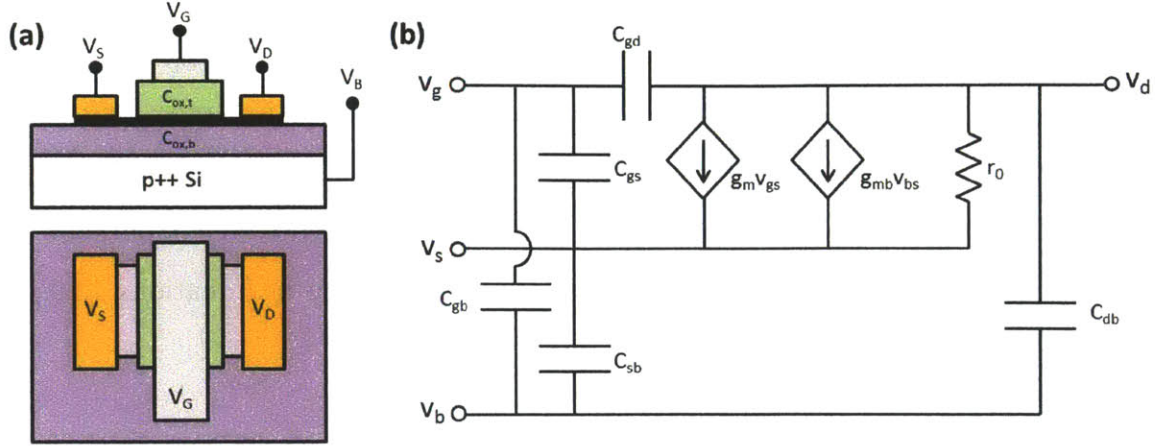 (a)
V_G
V_S
V_D
V_B
C_ox,t
C_ox,b
p++ Si
V_S
V_D
V_G
(b)
C_gd
V_g
V_d
C_gs
g_m v_gs
g_mb v_bs
r_0
V_s
C_gb
C_db
C_sb
V_b